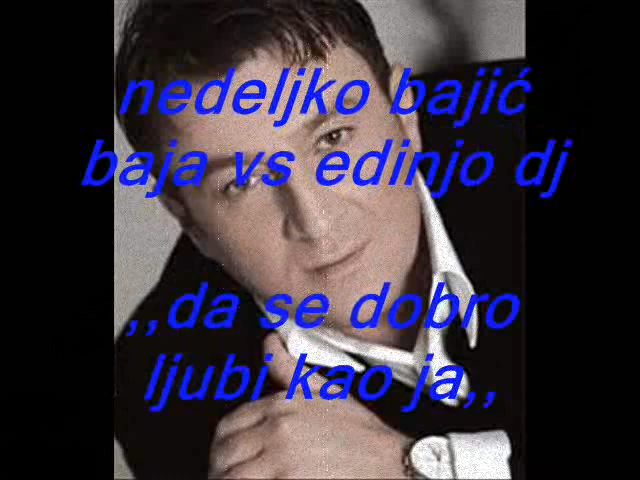 nedeljko bajić
baja vs edinjo dj
,,da se dobro
ljubi kao ja,,